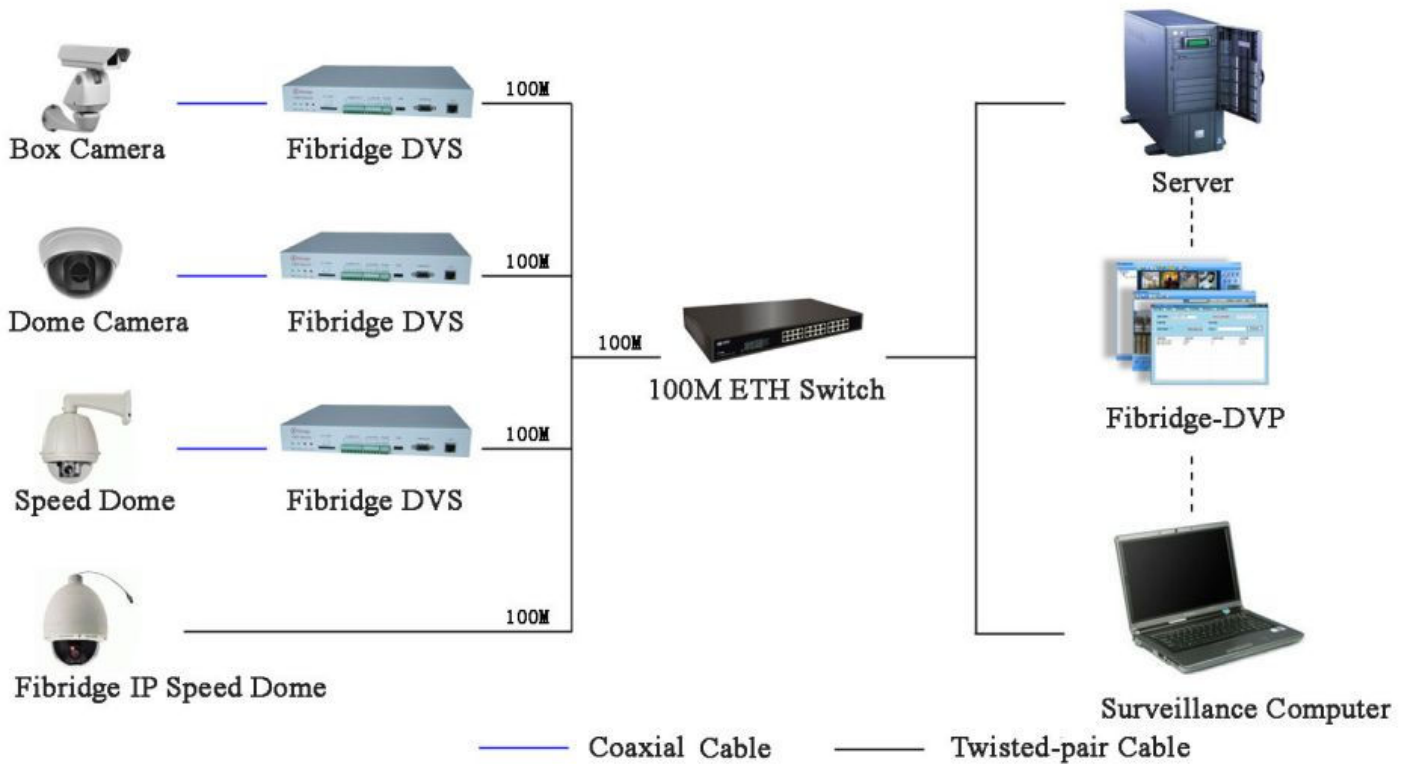 100M
Box Camera
Fibridge DVS
Server
100M
Dome Camera
Fibridge DVS
100M
100M ETH Switch
Fibridge-DVP
100M
Speed Dome
Fibridge DVS
100M
Fibridge IP Speed Dome
Surveillance Computer
Coaxial Cable
Twisted-pair Cable